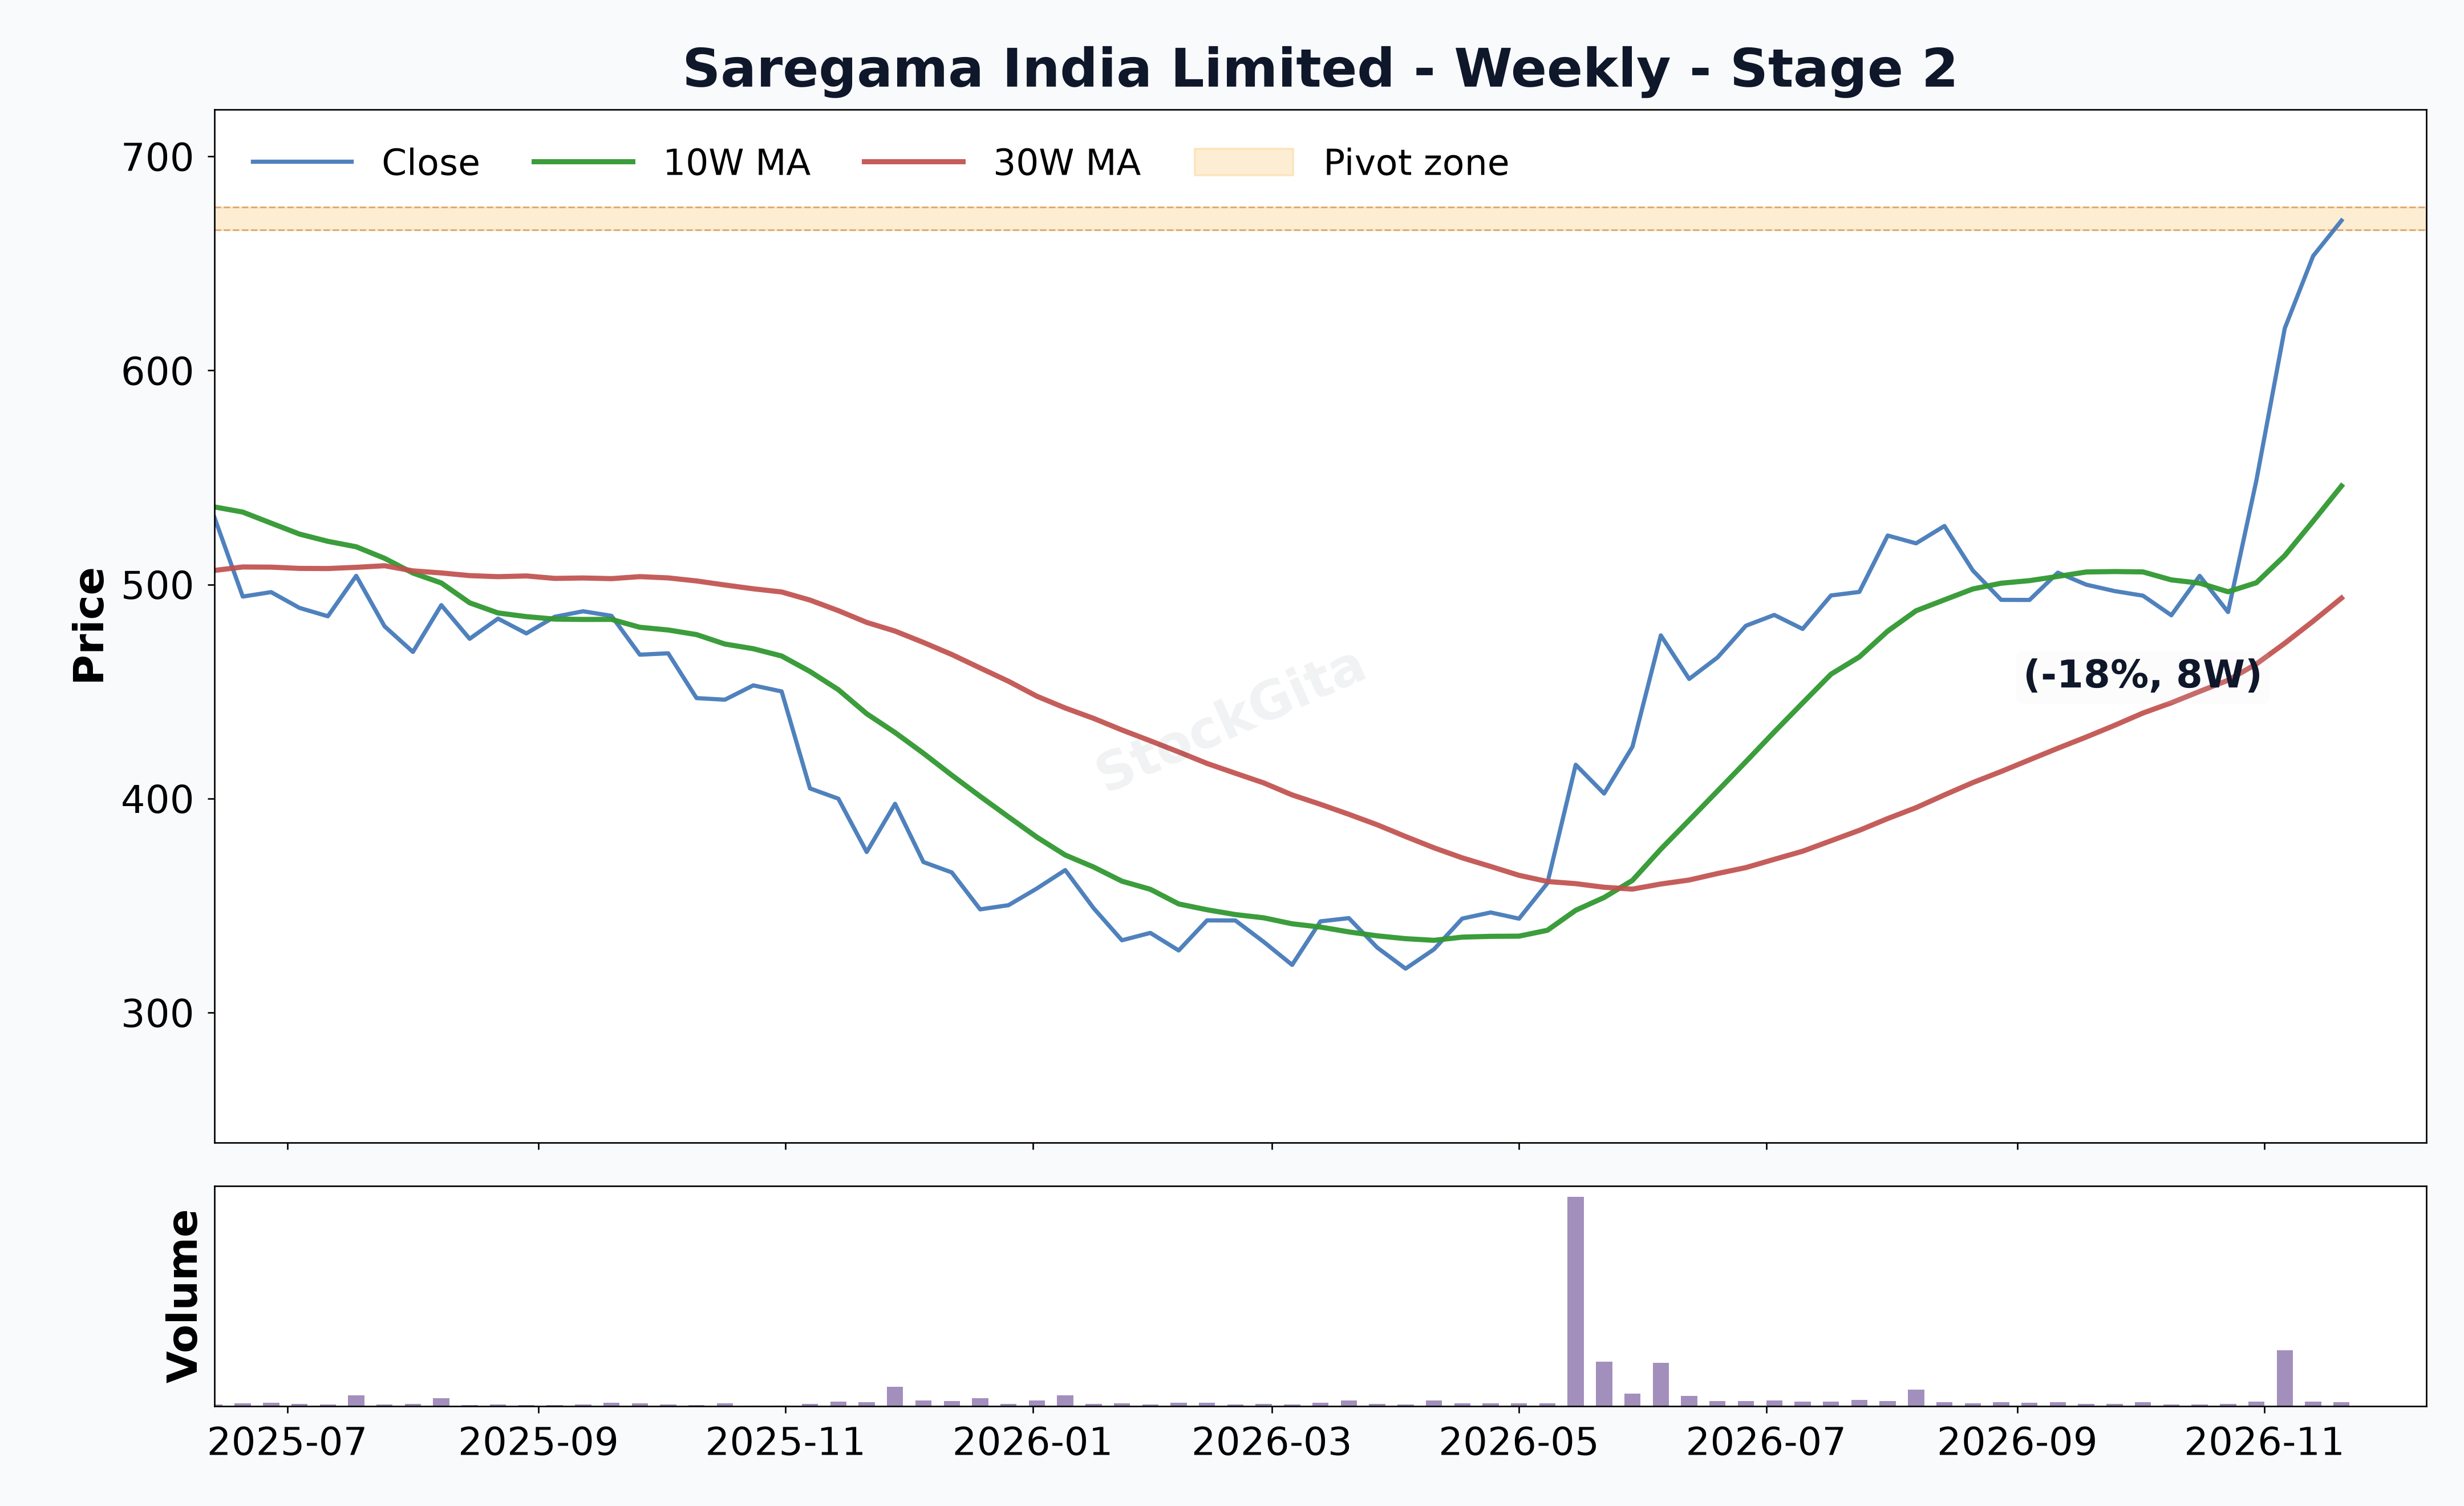 Saregama India Limited - Weekly - Stage 2
Close 10W MA 30W MA Pivot zone
700
600
500
400
300
Price
(-18%, 8W)
StockGita
Volume
2025-07 2025-09 2025-11 2026-01 2026-03 2026-05 2026-07 2026-09 2026-11